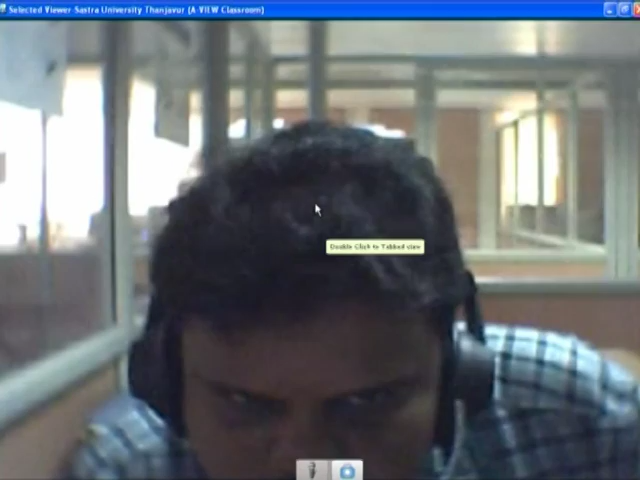 Selected Viewer-Sastra University Thanjavur (A-VIEW Classroom)
Double Click to Tabbed view